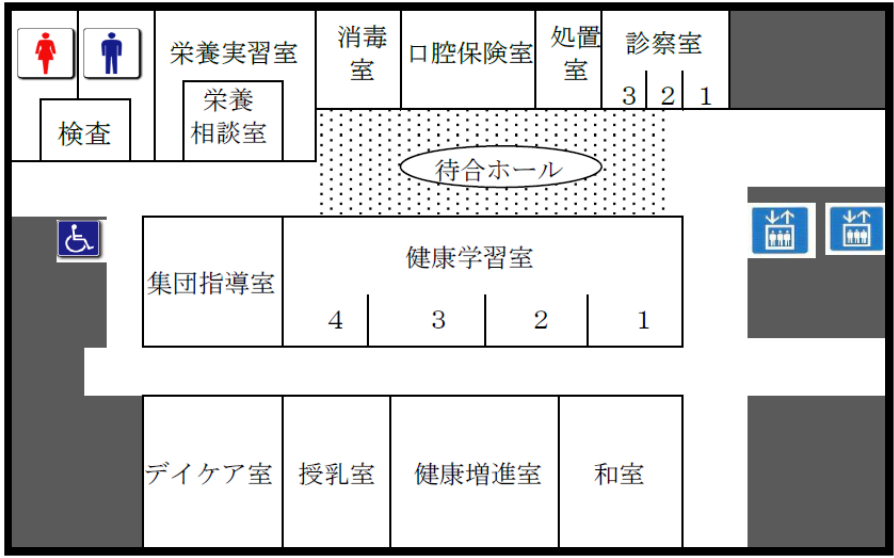 栄養実習室
消毒
室
口腔保険室
処置
室
診察室
3 2 1
検査
栄養
相談室
待合ホール
集団指導室
健康学習室
4 3 2 1
デイケア室
授乳室
健康増進室
和室